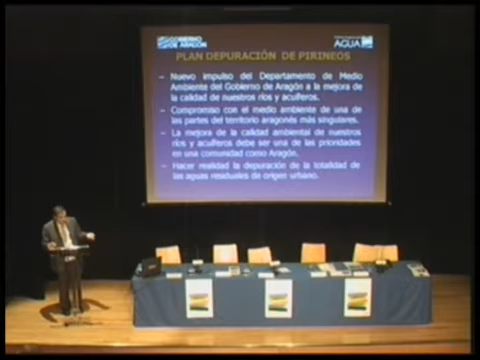 GOBIERNO
DE ARAGÓN
AGUA
PLAN DEPURACIÓN DE PIRINEOS
– Nuevo impulso del Departamento de Medio
Ambiente del Gobierno de Aragón a la mejora de
la calidad de nuestros ríos y acuíferos.
– Compromiso con el medio ambiente de una de
las partes del territorio aragonés más singulares.
– La mejora de la calidad ambiental de nuestros
ríos y acuíferos debe ser una de las prioridades
en una comunidad como Aragón.
– Hacer realidad la depuración de la totalidad de
las aguas residuales de origen urbano.